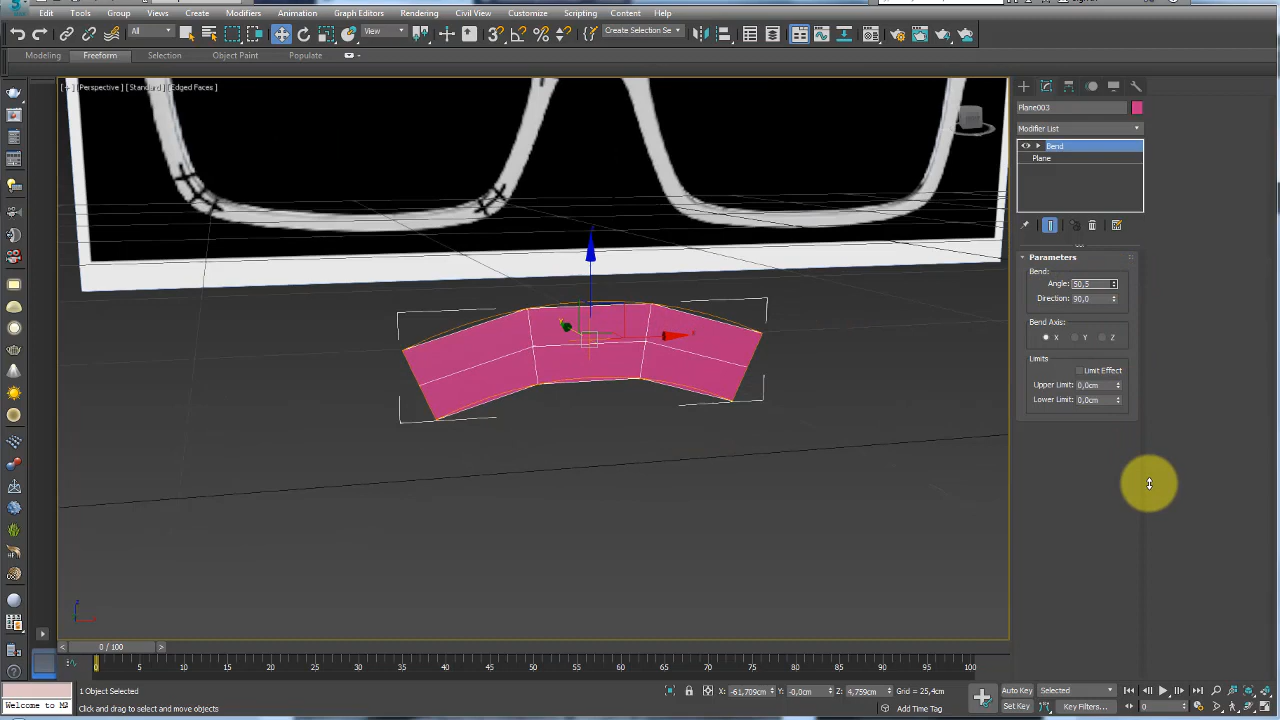 Edit Tools Group Views Create Modifiers Animation Graph Editors Rendering Civil View Customize Scripting Content Help
All View Create Selection Se
Modeling Freeform Selection Object Paint Populate
[+] [Perspective] [Standard] [Edged Faces]
Plane003
Modifier List
Bend
Plane
Parameters
Bend:
Angle: 50,5
Direction: 90,0
Bend Axis:
X Y Z
Limits
Limit Effect
Upper Limit: 0,0cm
Lower Limit: 0,0cm
0 / 100
0 5 10 15 20 25 30 35 40 45 50 55 60 65 70 75 80 85 90 95 100
1 Object Selected X: -61,709cm Y: -0,0cm Z: 4,759cm Grid = 25,4cm Auto Key Selected
Welcome to M Click and drag to select and move objects Add Time Tag Set Key Key Filters... 0